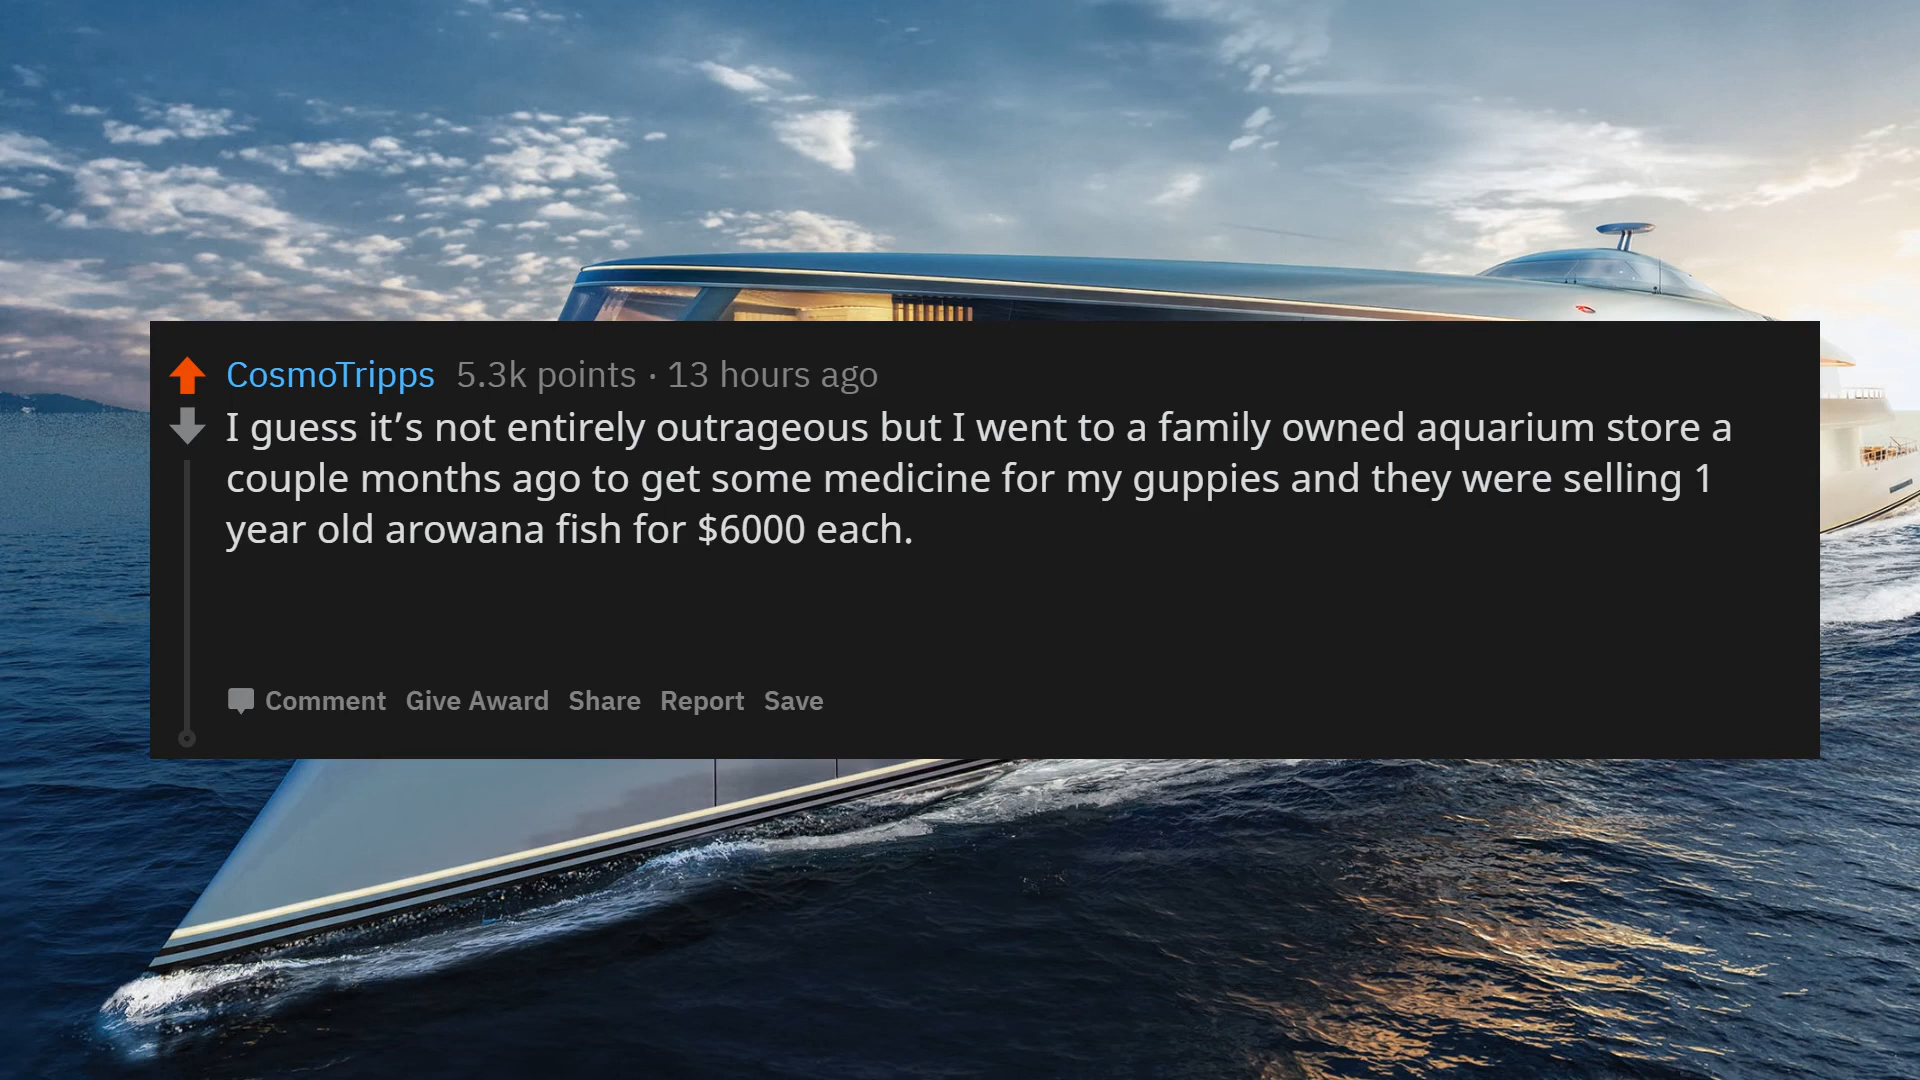 CosmoTripps 5.3k points · 13 hours ago
I guess it’s not entirely outrageous but I went to a family owned aquarium store a
couple months ago to get some medicine for my guppies and they were selling 1
year old arowana fish for $6000 each.
Comment Give Award Share Report Save